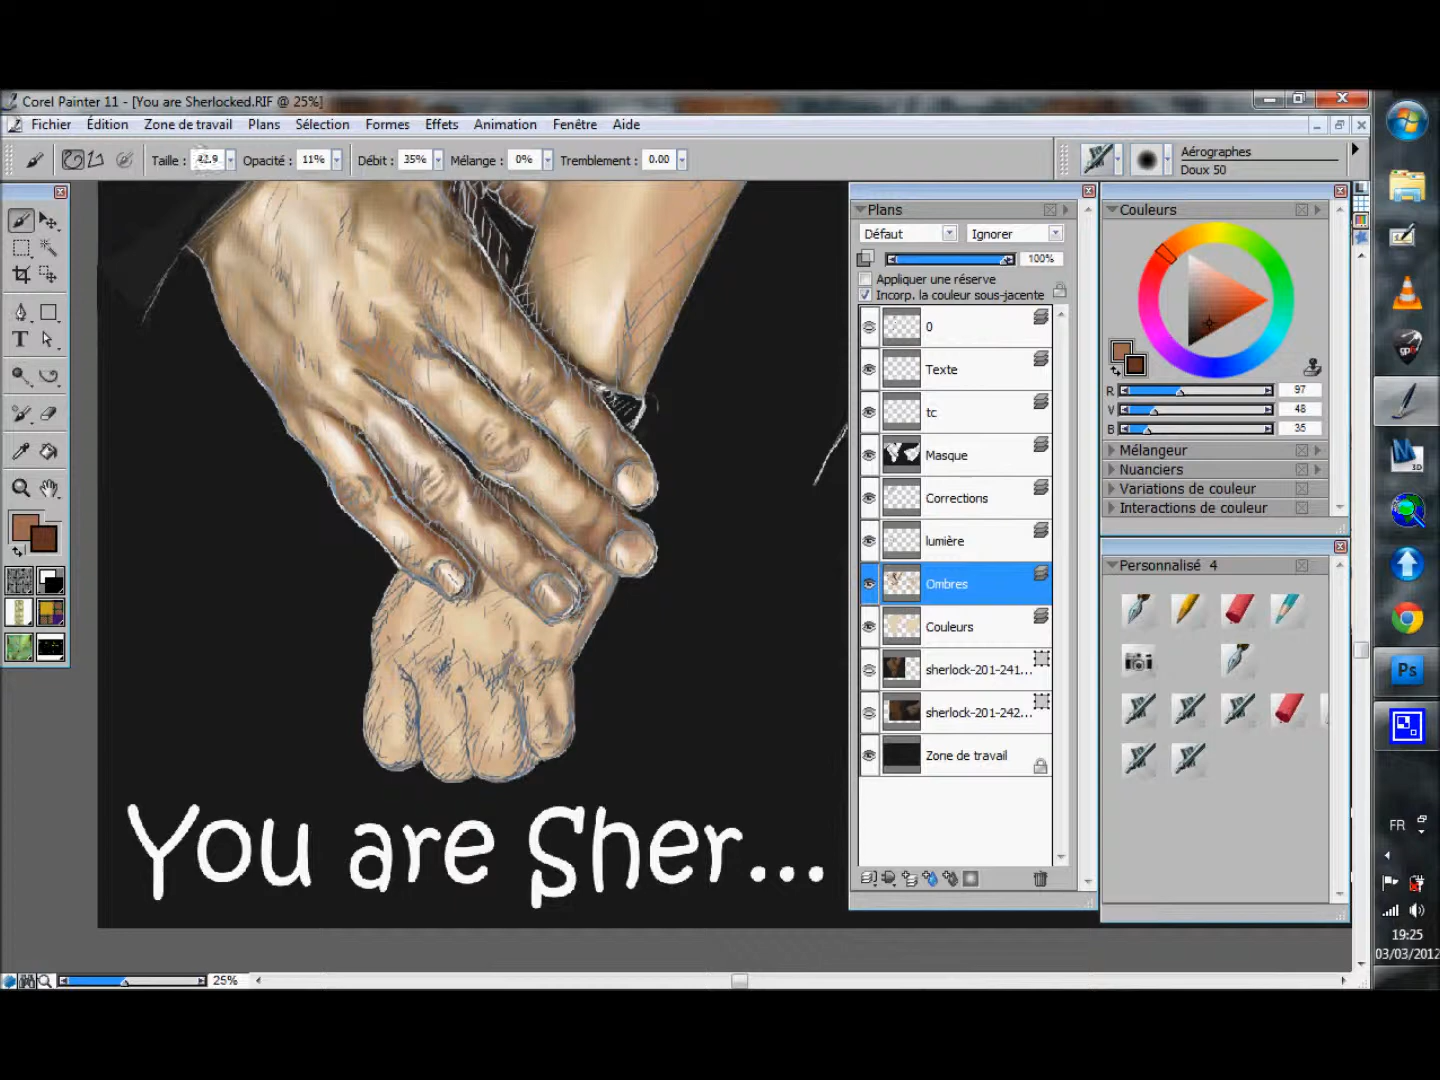 Corel Painter 11 - [You are Sherlocked.RIF @ 25%]
Fichier Édition Zone de travail Plans Sélection Formes Effets Animation Fenêtre Aide
Taille : Opacité : 11% Débit : 35% Mélange : 0% Tremblement : 0.00
Aérographes
Doux 50
Plans
Défaut Ignorer
100%
Appliquer une réserve
Incorp. la couleur sous-jacente
0
Texte
tc
Masque
Corrections
lumière
Ombres
Couleurs
sherlock-201-241...
sherlock-201-242...
Zone de travail
Couleurs
R 97
V 48
B 35
Mélangeur
Nuanciers
Variations de couleur
Interactions de couleur
Personnalisé 4
You are Sher...
25%
Ps
3D
FR
19:25
03/03/2012